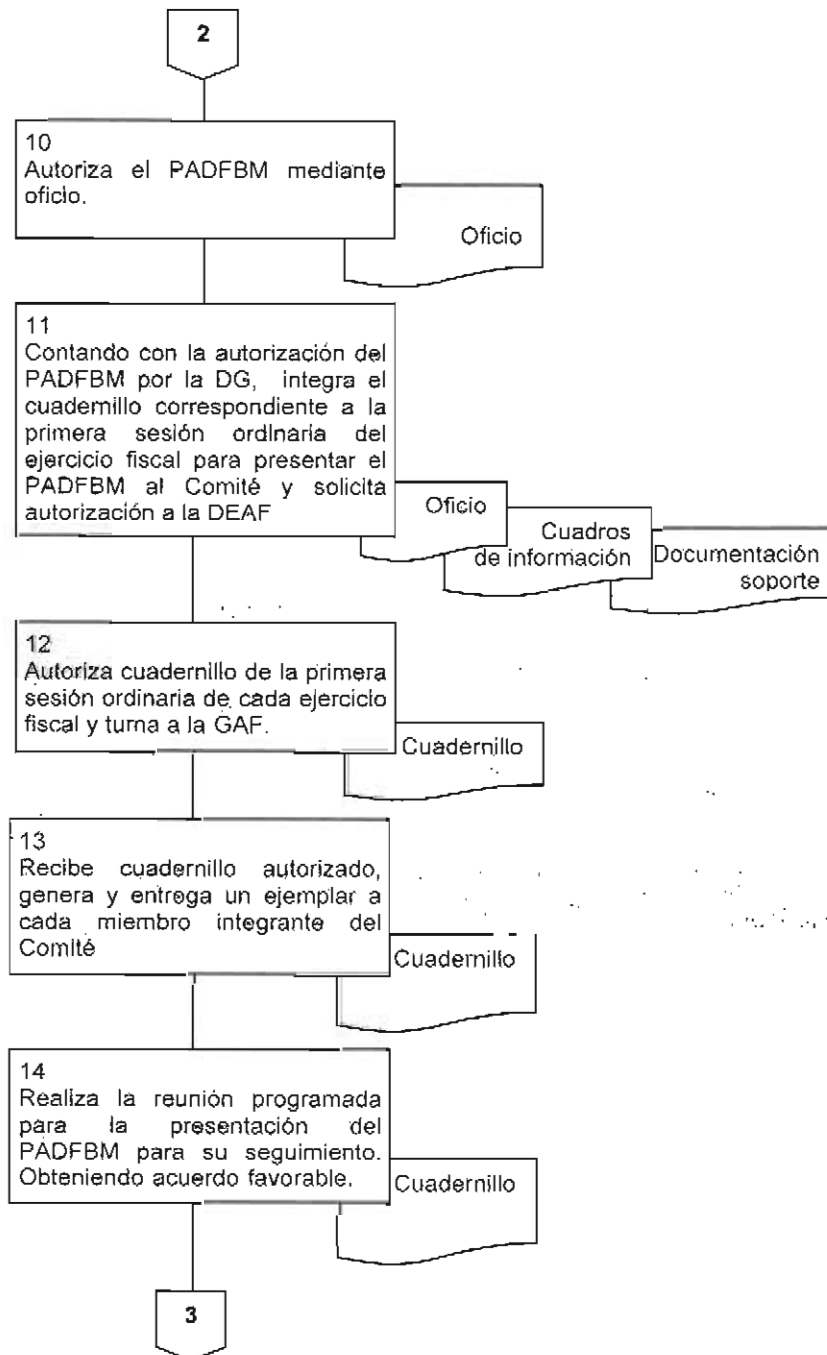 2
10
Autoriza el PADFBM mediante
oficio.
Oficio
11
Contando con la autorización del
PADFBM por la DG, integra el
cuadernillo correspondiente a la
primera sesión ordinaria del
ejercicio fiscal para presentar el
PADFBM al Comité y solicita
autorización a la DEAF
Oficio
Cuadros
de información
Documentación
soporte
12
Autoriza cuadernillo de la primera
sesión ordinaria de cada ejercicio
fiscal y turna a la GAF.
Cuadernillo
13
Recibe cuadernillo autorizado,
genera y entrega un ejemplar a
cada miembro integrante del
Comité
Cuadernillo
14
Realiza la reunión programada
para la presentación del
PADFBM para su seguimiento.
Obteniendo acuerdo favorable.
Cuadernillo
3